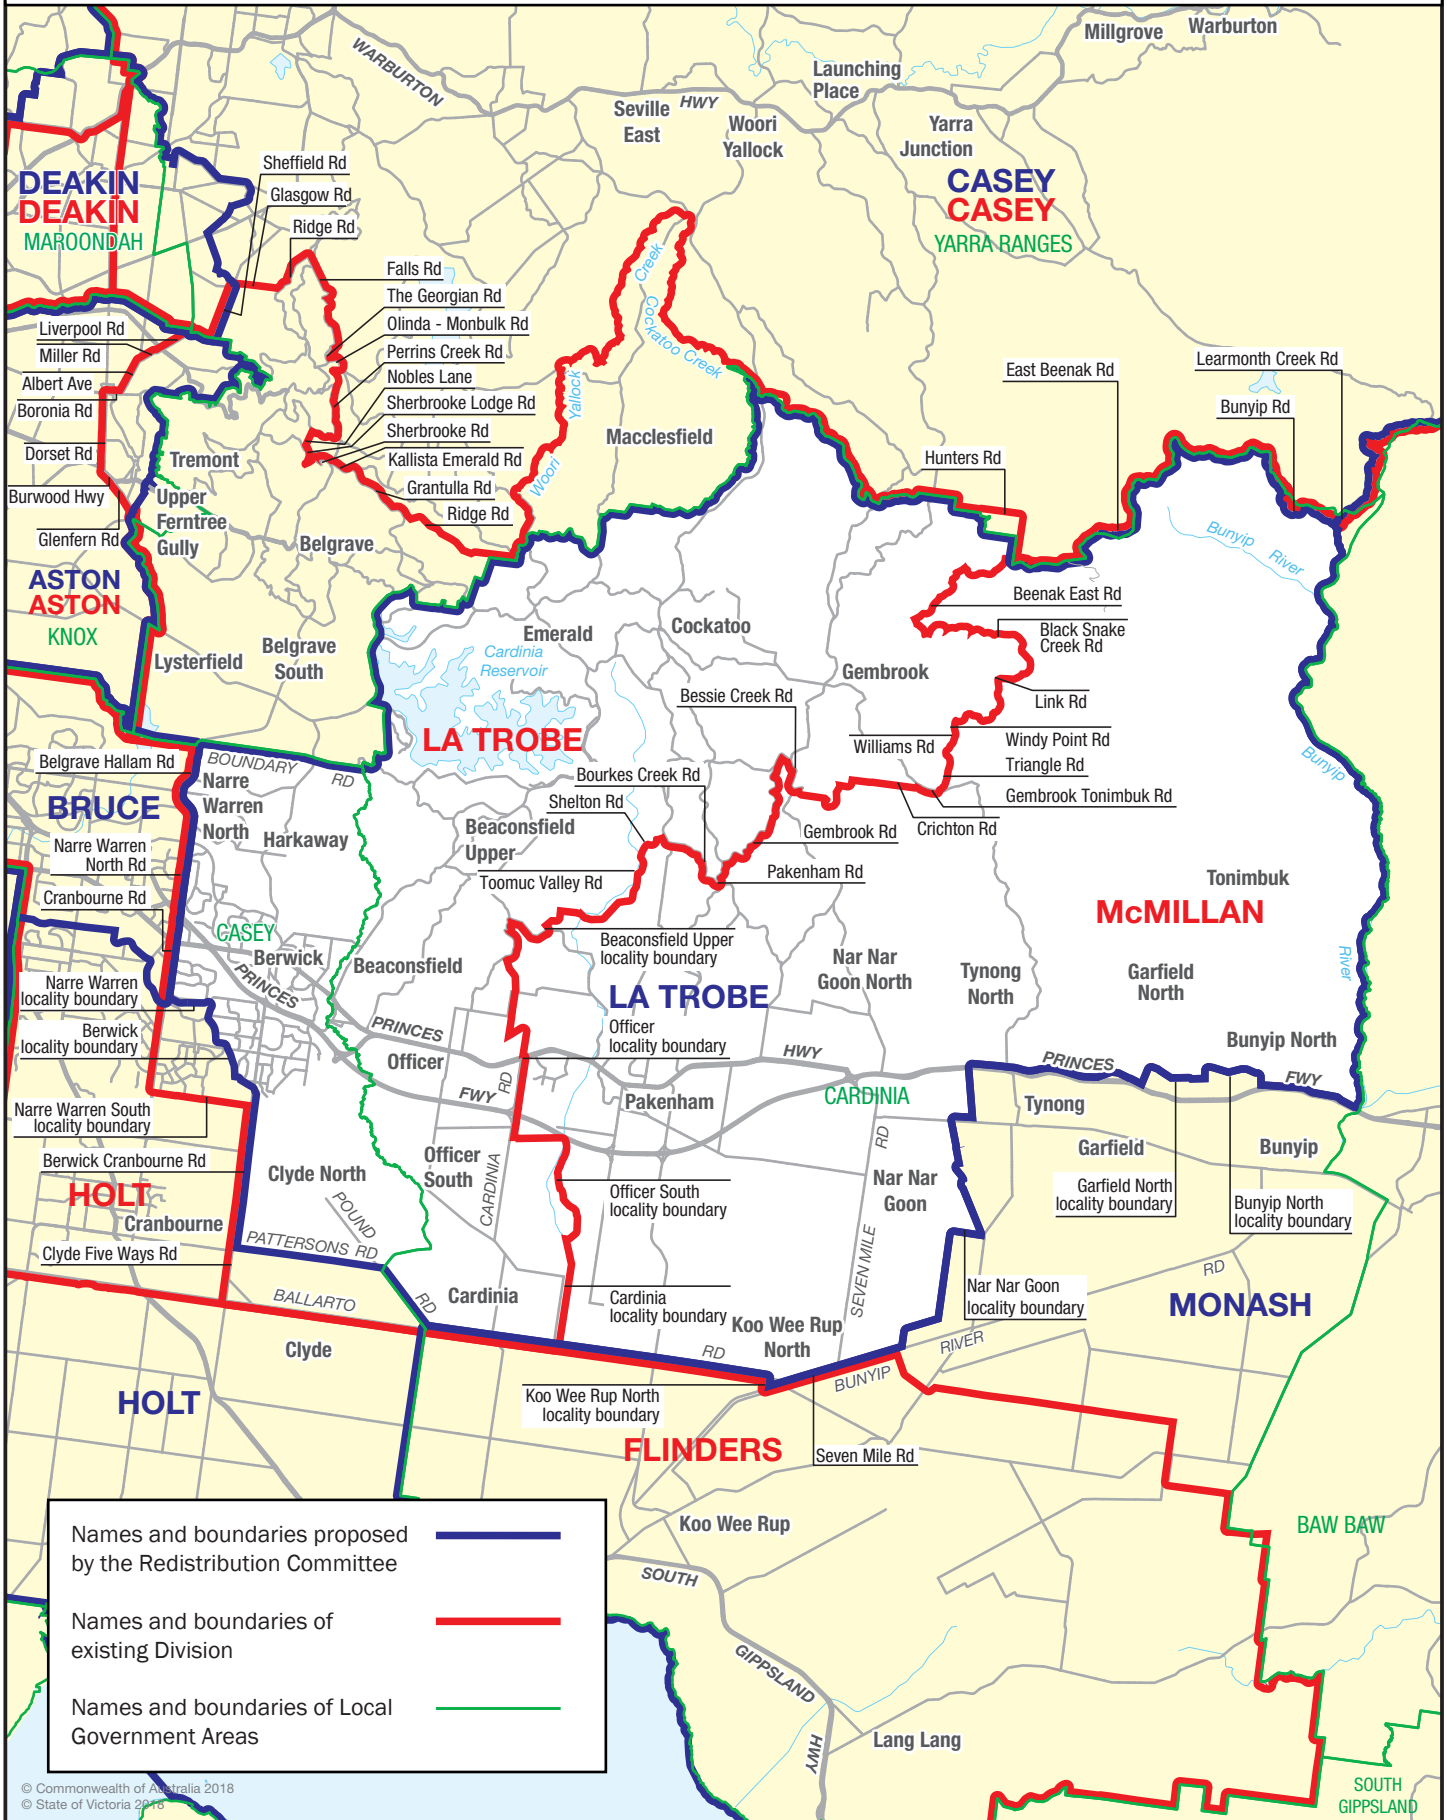 Millgrove
Warburton
WARBURTON
HWY
Launching
Place
Seville
East
Woori
Yallock
Yarra
Junction
DEAKIN
DEAKIN
MAROONDAH
CASEY
CASEY
YARRA RANGES
Sheffield Rd
Glasgow Rd
Ridge Rd
Falls Rd
The Georgian Rd
Olinda - Monbulk Rd
Perrins Creek Rd
Nobles Lane
Sherbrooke Lodge Rd
Sherbrooke Rd
Kallista Emerald Rd
Grantulla Rd
Ridge Rd
Creek
Cockatoo Creek
Yallock
Woori
Macclesfield
Liverpool Rd
Miller Rd
Albert Ave
Boronia Rd
Dorset Rd
Burwood Hwy
Glenfern Rd
Tremont
Upper
Ferntree
Gully
Belgrave
East Beenak Rd
Learmonth Creek Rd
Bunyip Rd
Hunters Rd
Bunyip
River
ASTON
ASTON
KNOX
Lysterfield
Belgrave
South
Emerald
Cardinia
Reservoir
Cockatoo
Gembrook
Beenak East Rd
Black Snake
Creek Rd
Link Rd
Windy Point Rd
Triangle Rd
Gembrook Tonimbuk Rd
Williams Rd
Crichton Rd
Bessie Creek Rd
LA TROBE
Bourkes Creek Rd
Shelton Rd
Gembrook Rd
Pakenham Rd
Toomuc Valley Rd
Bunyip
River
Belgrave Hallam Rd
BOUNDARY
RD
BRUCE
Narre
Warren
North
Harkaway
Beaconsfield
Upper
Narre Warren
North Rd
Cranbourne Rd
CASEY
Berwick
PRINCES
Beaconsfield
Beaconsfield Upper
locality boundary
LA TROBE
Nar Nar
Goon North
Tynong
North
Tonimbuk
McMILLAN
Garfield
North
Bunyip North
Narre Warren
locality boundary
Berwick
locality boundary
PRINCES
HWY
Officer
Officer
locality boundary
FWY
RD
Pakenham
CARDINIA
PRINCES
FWY
Tynong
Garfield
Bunyip
Narre Warren South
locality boundary
Berwick Cranbourne Rd
HOLT
Cranbourne
Clyde Five Ways Rd
Clyde North
POUND
RD
PATTERSONS RD
Officer
South
CARDINIA
Officer South
locality boundary
RD
Nar Nar
Goon
SEVEN MILE
Garfield North
locality boundary
Bunyip North
locality boundary
Nar Nar Goon
locality boundary
RD
MONASH
BALLARTO
RD
Cardinia
Cardinia
locality boundary
Koo Wee Rup
North
BUNYIP
RIVER
Clyde
HOLT
Koo Wee Rup North
locality boundary
FLINDERS
Seven Mile Rd
Koo Wee Rup
SOUTH
GIPPSLAND
HWY
Lang Lang
BAW BAW
SOUTH
GIPPSLAND
Names and boundaries proposed
by the Redistribution Committee
Names and boundaries of
existing Division
Names and boundaries of Local
Government Areas
© Commonwealth of Australia 2018
© State of Victoria 2018